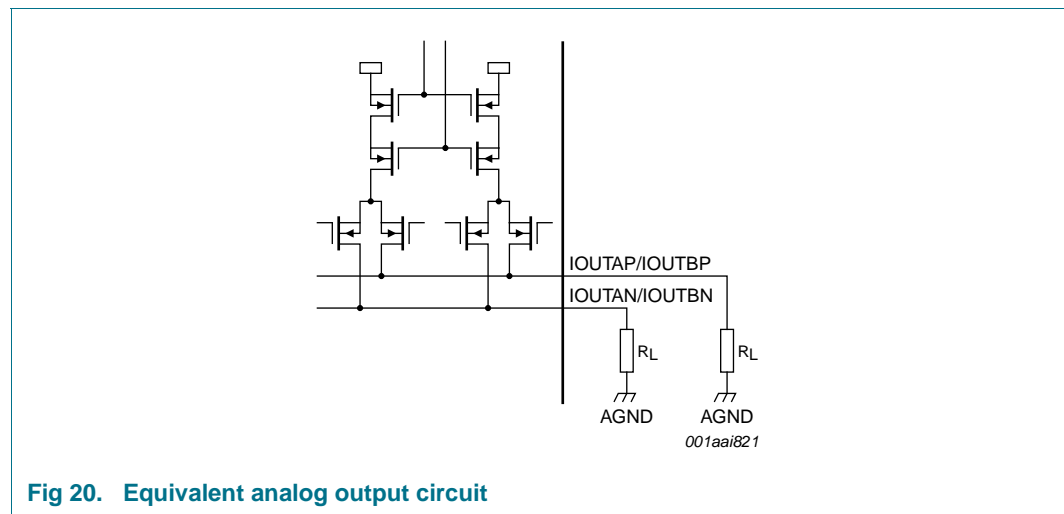 IOUTAP/IOUTBP
IOUTAN/IOUTBN
RL RL
AGND AGND
001aai821
Fig 20. Equivalent analog output circuit